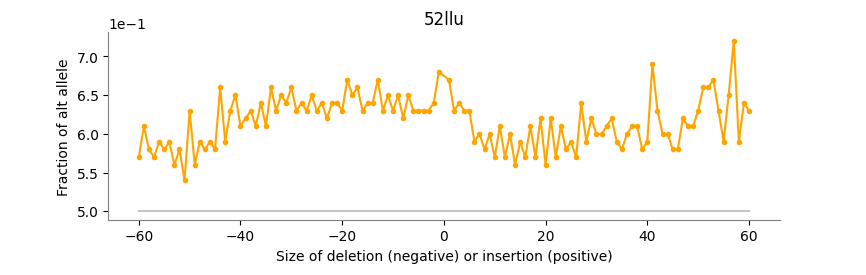 52llu
1e−1
Fraction of alt allele
7.0
6.5
6.0
5.5
5.0
−60 −40 −20 0 20 40 60
Size of deletion (negative) or insertion (positive)